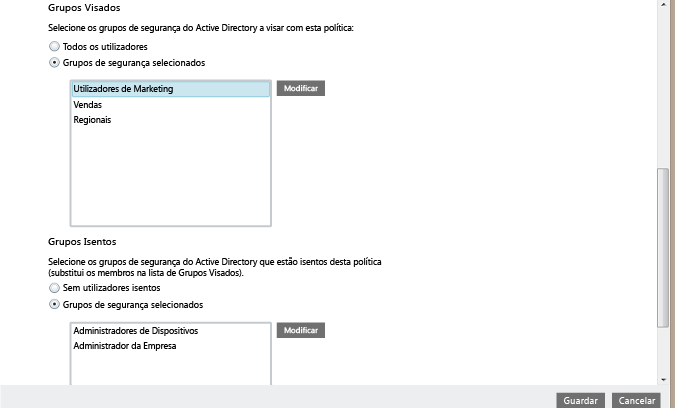 Grupos Visados
Selecione os grupos de segurança do Active Directory a visar com esta política:
Todos os utilizadores
Grupos de segurança selecionados
Utilizadores de Marketing
Modificar
Vendas
Regionais
Grupos Isentos
Selecione os grupos de segurança do Active Directory que estão isentos desta política
(substitui os membros na lista de Grupos Visados).
Sem utilizadores isentos
Grupos de segurança selecionados
Administradores de Dispositivos
Modificar
Administrador da Empresa
Guardar
Cancelar